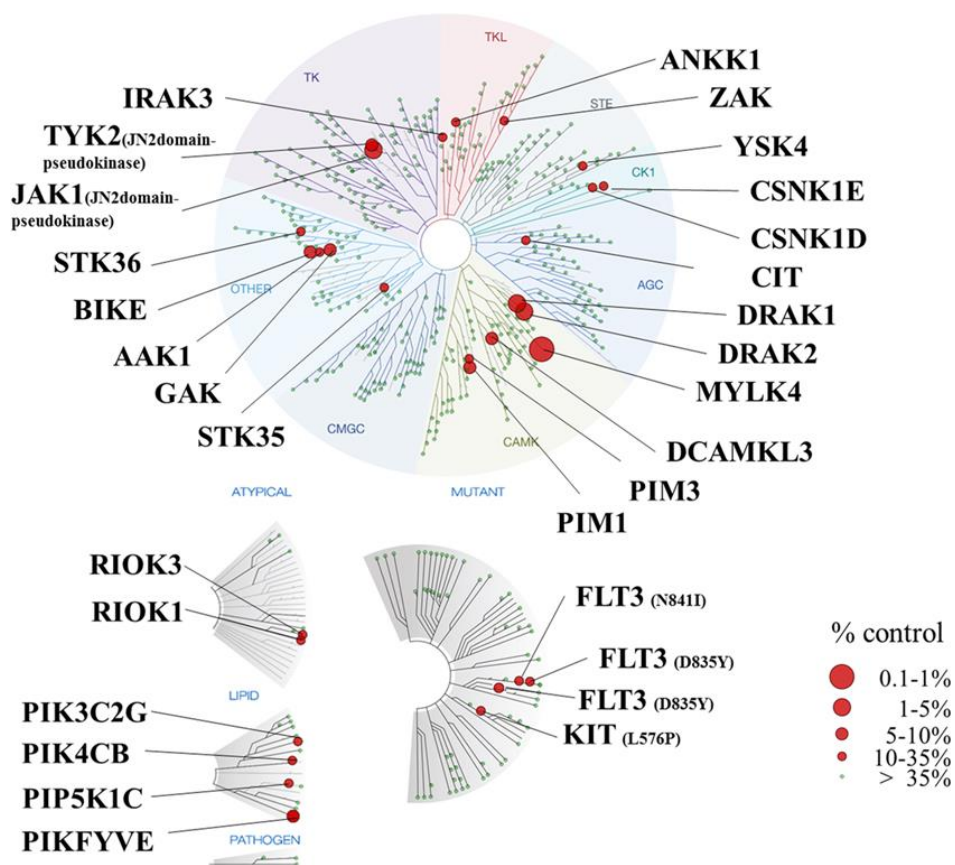 TKL
ANKK1
TK
IRAK3
ZAK
STE
TYK2(JN2domain-
pseudokinase)
YSK4
CK1
JAK1(JN2domain-
pseudokinase)
CSNK1E
CSNK1D
STK36
CIT
OTHER
AGC
BIKE
DRAK1
AAK1
DRAK2
GAK
MYLK4
STK35
CMGC
CAMK
DCAMKL3
ATYPICAL
MUTANT
PIM3
PIM1
RIOK3
RIOK1
FLT3 (N841I)
FLT3 (D835Y)
FLT3 (D835Y)
KIT (L576P)
LIPID
PIK3C2G
PIK4CB
PIP5K1C
PIKFYVE
PATHOGEN
% control
0.1-1%
1-5%
5-10%
10-35%
> 35%